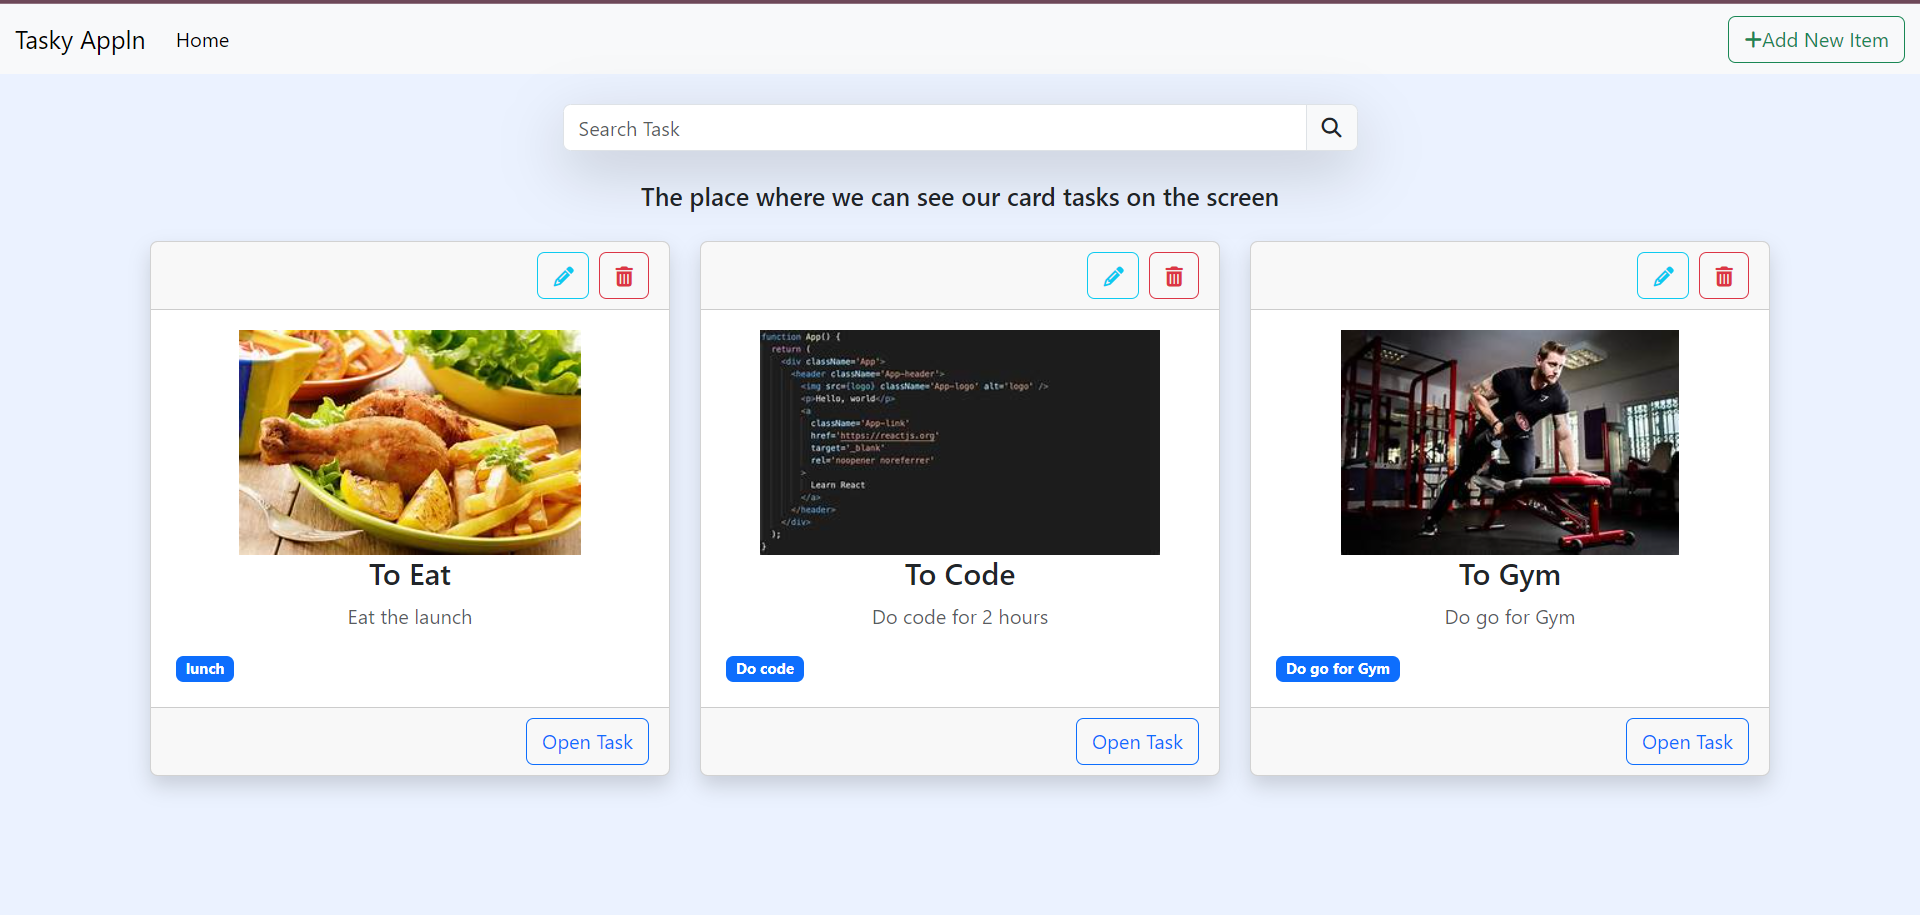 Tasky Appln
Home
+Add New Item
Search Task
The place where we can see our card tasks on the screen
function App() {
return (
<div className='App'>
<header className='App-header'>
<img src={logo} className='App-logo' alt='logo' />
<p>Hello, world</p>
<a
className='App-link'
href='https://reactjs.org'
target='_blank'
rel='noopener noreferrer'
>
Learn React
</a>
</header>
</div>
);
}
To Eat
Eat the launch
lunch
Open Task
To Code
Do code for 2 hours
Do code
Open Task
To Gym
Do go for Gym
Do go for Gym
Open Task